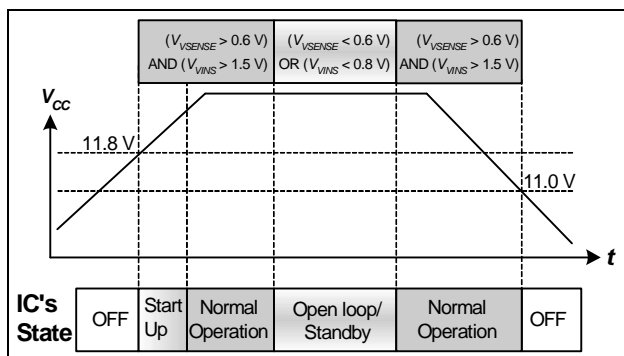 (VVSENSE > 0.6 V)
AND (VVINS > 1.5 V)
(VVSENSE < 0.6 V)
OR (VVINS < 0.8 V)
(VVSENSE > 0.6 V)
AND (VVINS > 1.5 V)
VCC
11.8 V
11.0 V
t
IC's
State
OFF
Start
Up
Normal
Operation
Open loop/
Standby
Normal
Operation
OFF